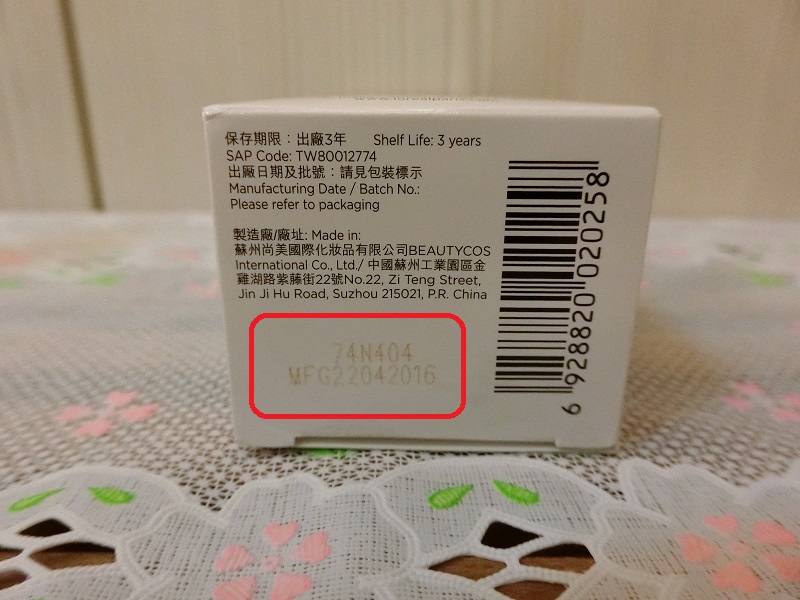 保存期限：出廠3年 Shelf Life: 3 years
SAP Code: TW80012774
出廠日期及批號：請見包裝標示
Manufacturing Date / Batch No.:
Please refer to packaging
製造廠/廠址: Made in:
蘇州尚美國際化妝品有限公司BEAUTYCOS
International Co., Ltd./ 中國蘇州工業園區金
雞湖路紫藤街22號No.22, Zi Teng Street,
Jin Ji Hu Road, Suzhou 215021, P.R. China
74N404
MFG22042016
6 928820 020258